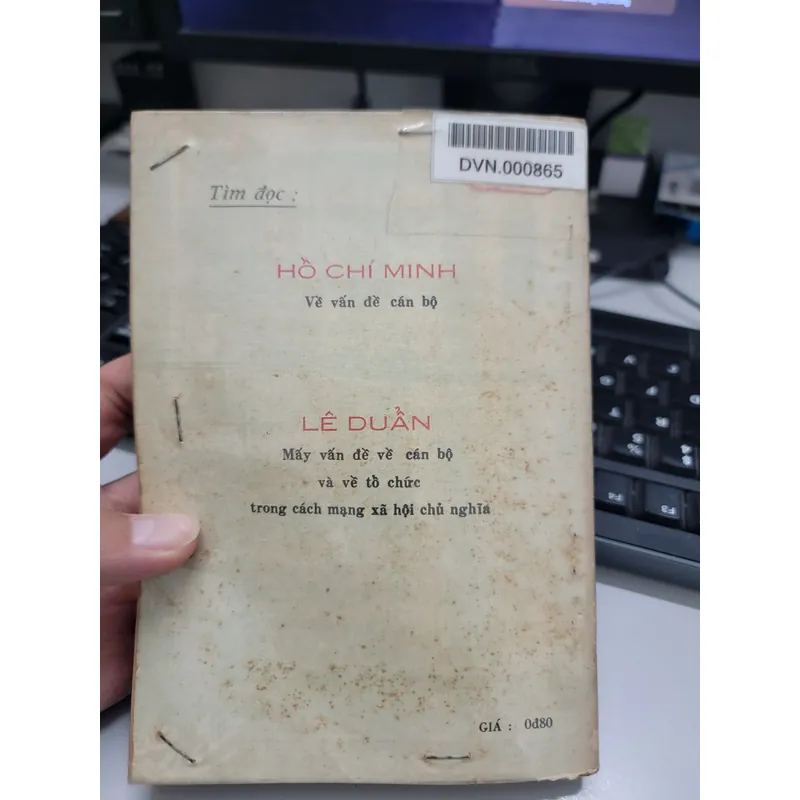 DVN.000865
Tìm đọc :
HỒ CHÍ MINH
Về vấn đề cán bộ
LÊ DUẨN
Mấy vấn đề về cán bộ
và về tổ chức
trong cách mạng xã hội chủ nghĩa
GIÁ : 0đ80